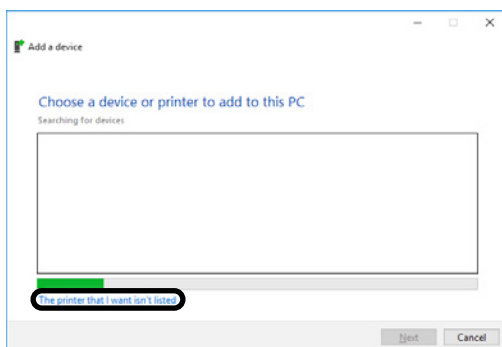 Add a device
Choose a device or printer to add to this PC
Searching for devices
The printer that I want isn't listed
Next Cancel